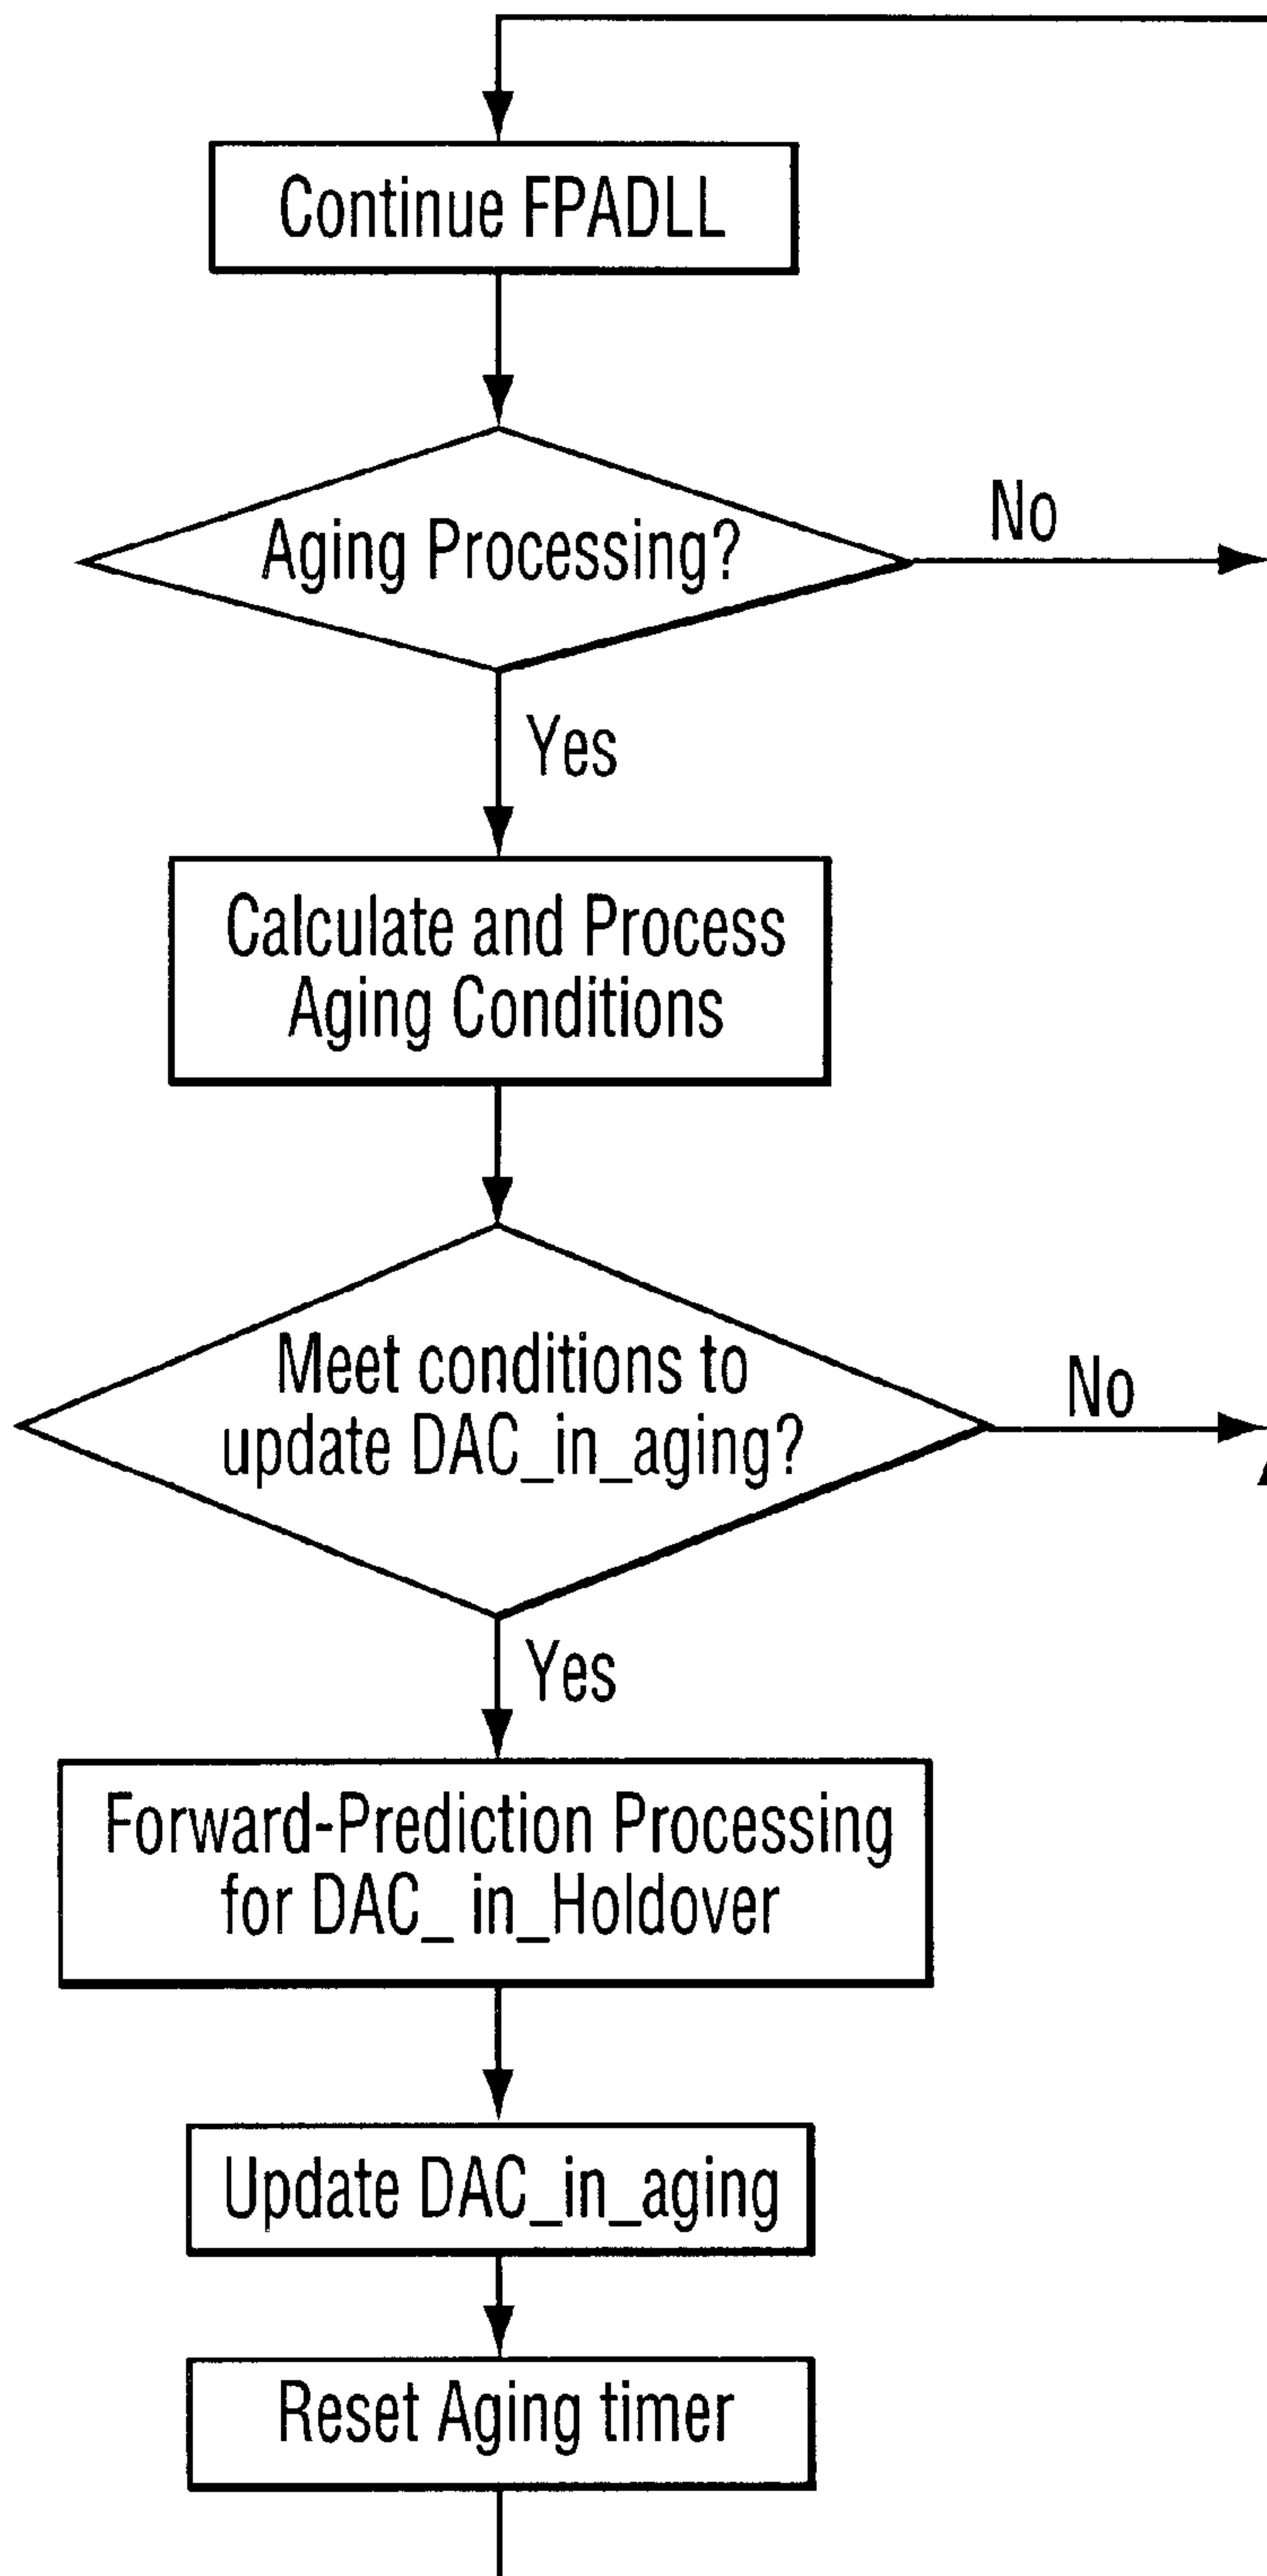 Continue FPADLL
Aging Processing?
No
Yes
Calculate and Process
Aging Conditions
Meet conditions to
update DAC_in_aging?
No
Yes
Forward-Prediction Processing
for DAC_ in_Holdover
Update DAC_in_aging
Reset Aging timer